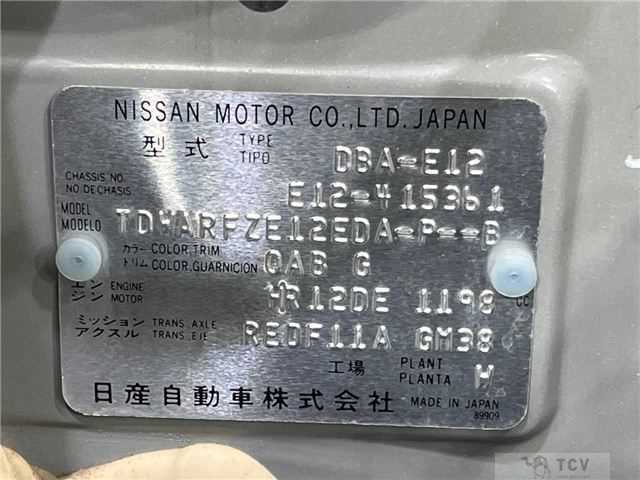 NISSAN MOTOR CO.,LTD. JAPAN
型式 TYPE TIPO DBA-E12
CHASSIS NO. NO DECHASIS E12-415361
MODEL MODELO TDWARFZE12EDA-P--B
カラー COLOR,TRIM
トリム COLOR,GUARNICION QAB G
エンジン ENGINE MOTOR HR12DE 1198 CC
ミッション TRANS. AXLE
アクスル TRANS. EJE RE0F11A GM38
工場 PLANT PLANTA H
日産自動車株式会社 MADE IN JAPAN
89909
TCV